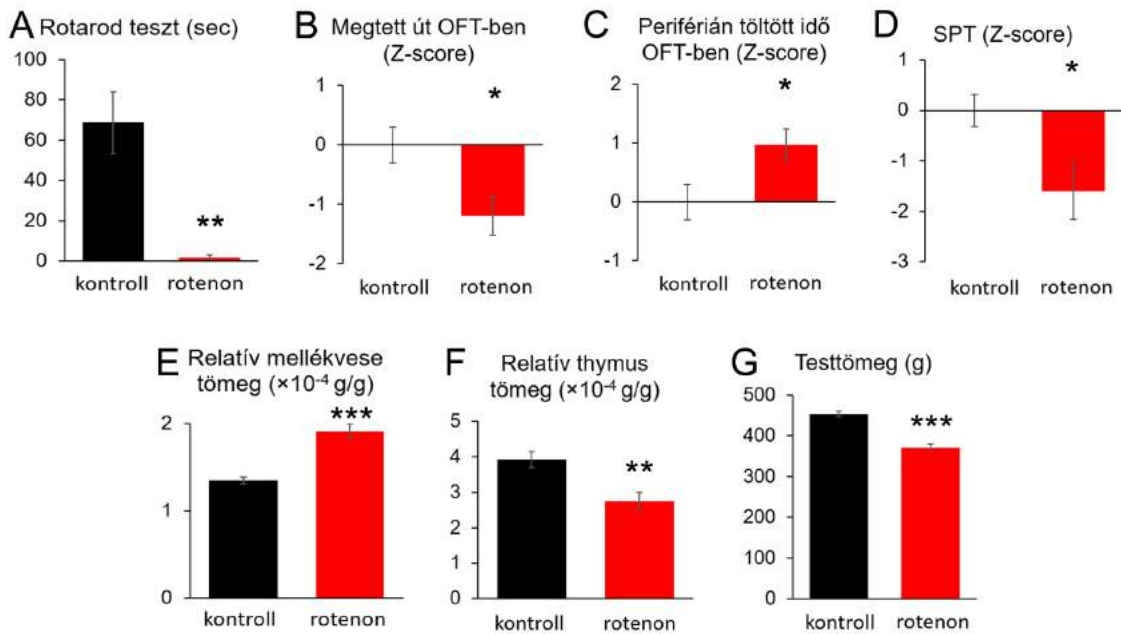 A Rotarod teszt (sec)
100
80
60
40
20
0
**
kontroll rotenon
B Megtett út OFT-ben
(Z-score)
1
0
-1
-2
*
kontroll rotenon
C Periférián töltött idő
OFT-ben (Z-score)
2
1
0
-1
*
kontroll rotenon
D SPT (Z-score)
1
0
-1
-2
-3
*
kontroll rotenon
E Relatív mellékvese
tömeg (×10⁻⁴ g/g)
2
1
0
***
kontroll rotenon
F Relatív thymus
tömeg (×10⁻⁴ g/g)
5
4
3
2
1
0
**
kontroll rotenon
G Testtömeg (g)
500
400
300
200
100
0
***
kontroll rotenon